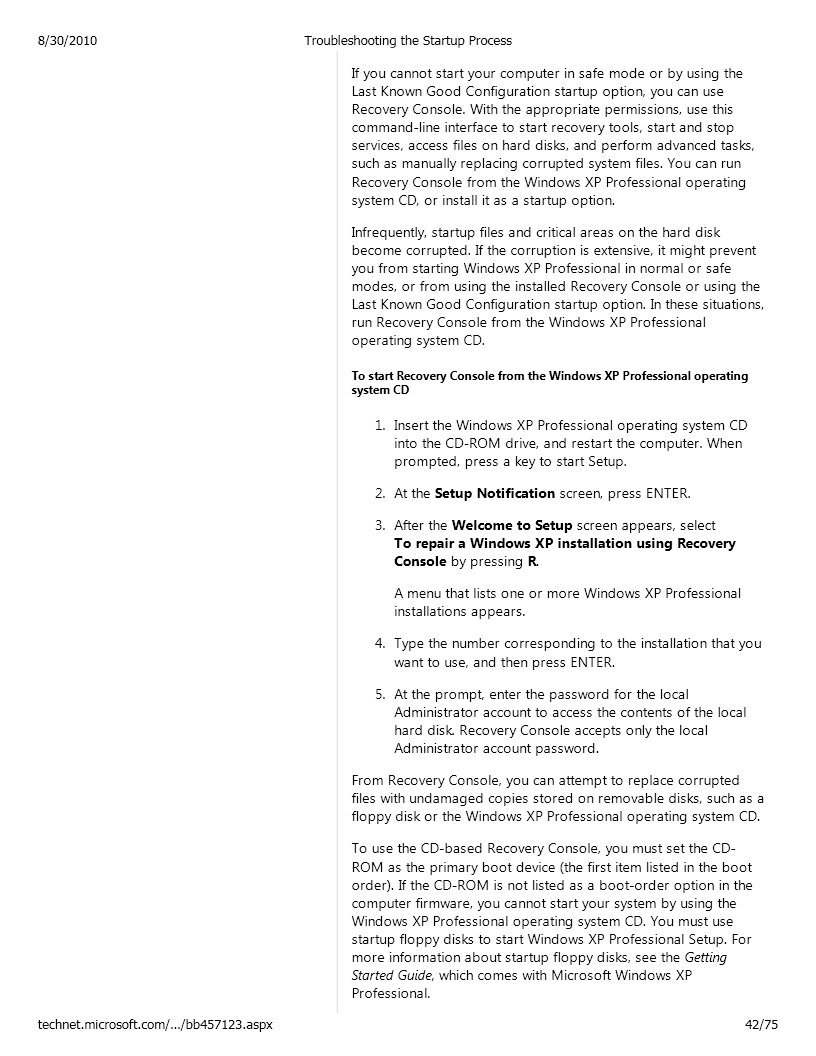 8/30/2010 Troubleshooting the Startup Process
If you cannot start your computer in safe mode or by using the
Last Known Good Configuration startup option, you can use
Recovery Console. With the appropriate permissions, use this
command-line interface to start recovery tools, start and stop
services, access files on hard disks, and perform advanced tasks,
such as manually replacing corrupted system files. You can run
Recovery Console from the Windows XP Professional operating
system CD, or install it as a startup option.
Infrequently, startup files and critical areas on the hard disk
become corrupted. If the corruption is extensive, it might prevent
you from starting Windows XP Professional in normal or safe
modes, or from using the installed Recovery Console or using the
Last Known Good Configuration startup option. In these situations,
run Recovery Console from the Windows XP Professional
operating system CD.
To start Recovery Console from the Windows XP Professional operating
system CD
1. Insert the Windows XP Professional operating system CD
into the CD-ROM drive, and restart the computer. When
prompted, press a key to start Setup.
2. At the Setup Notification screen, press ENTER.
3. After the Welcome to Setup screen appears, select
To repair a Windows XP installation using Recovery
Console by pressing R.
A menu that lists one or more Windows XP Professional
installations appears.
4. Type the number corresponding to the installation that you
want to use, and then press ENTER.
5. At the prompt, enter the password for the local
Administrator account to access the contents of the local
hard disk. Recovery Console accepts only the local
Administrator account password.
From Recovery Console, you can attempt to replace corrupted
files with undamaged copies stored on removable disks, such as a
floppy disk or the Windows XP Professional operating system CD.
To use the CD-based Recovery Console, you must set the CD-
ROM as the primary boot device (the first item listed in the boot
order). If the CD-ROM is not listed as a boot-order option in the
computer firmware, you cannot start your system by using the
Windows XP Professional operating system CD. You must use
startup floppy disks to start Windows XP Professional Setup. For
more information about startup floppy disks, see the Getting
Started Guide, which comes with Microsoft Windows XP
Professional.
technet.microsoft.com/.../bb457123.aspx 42/75